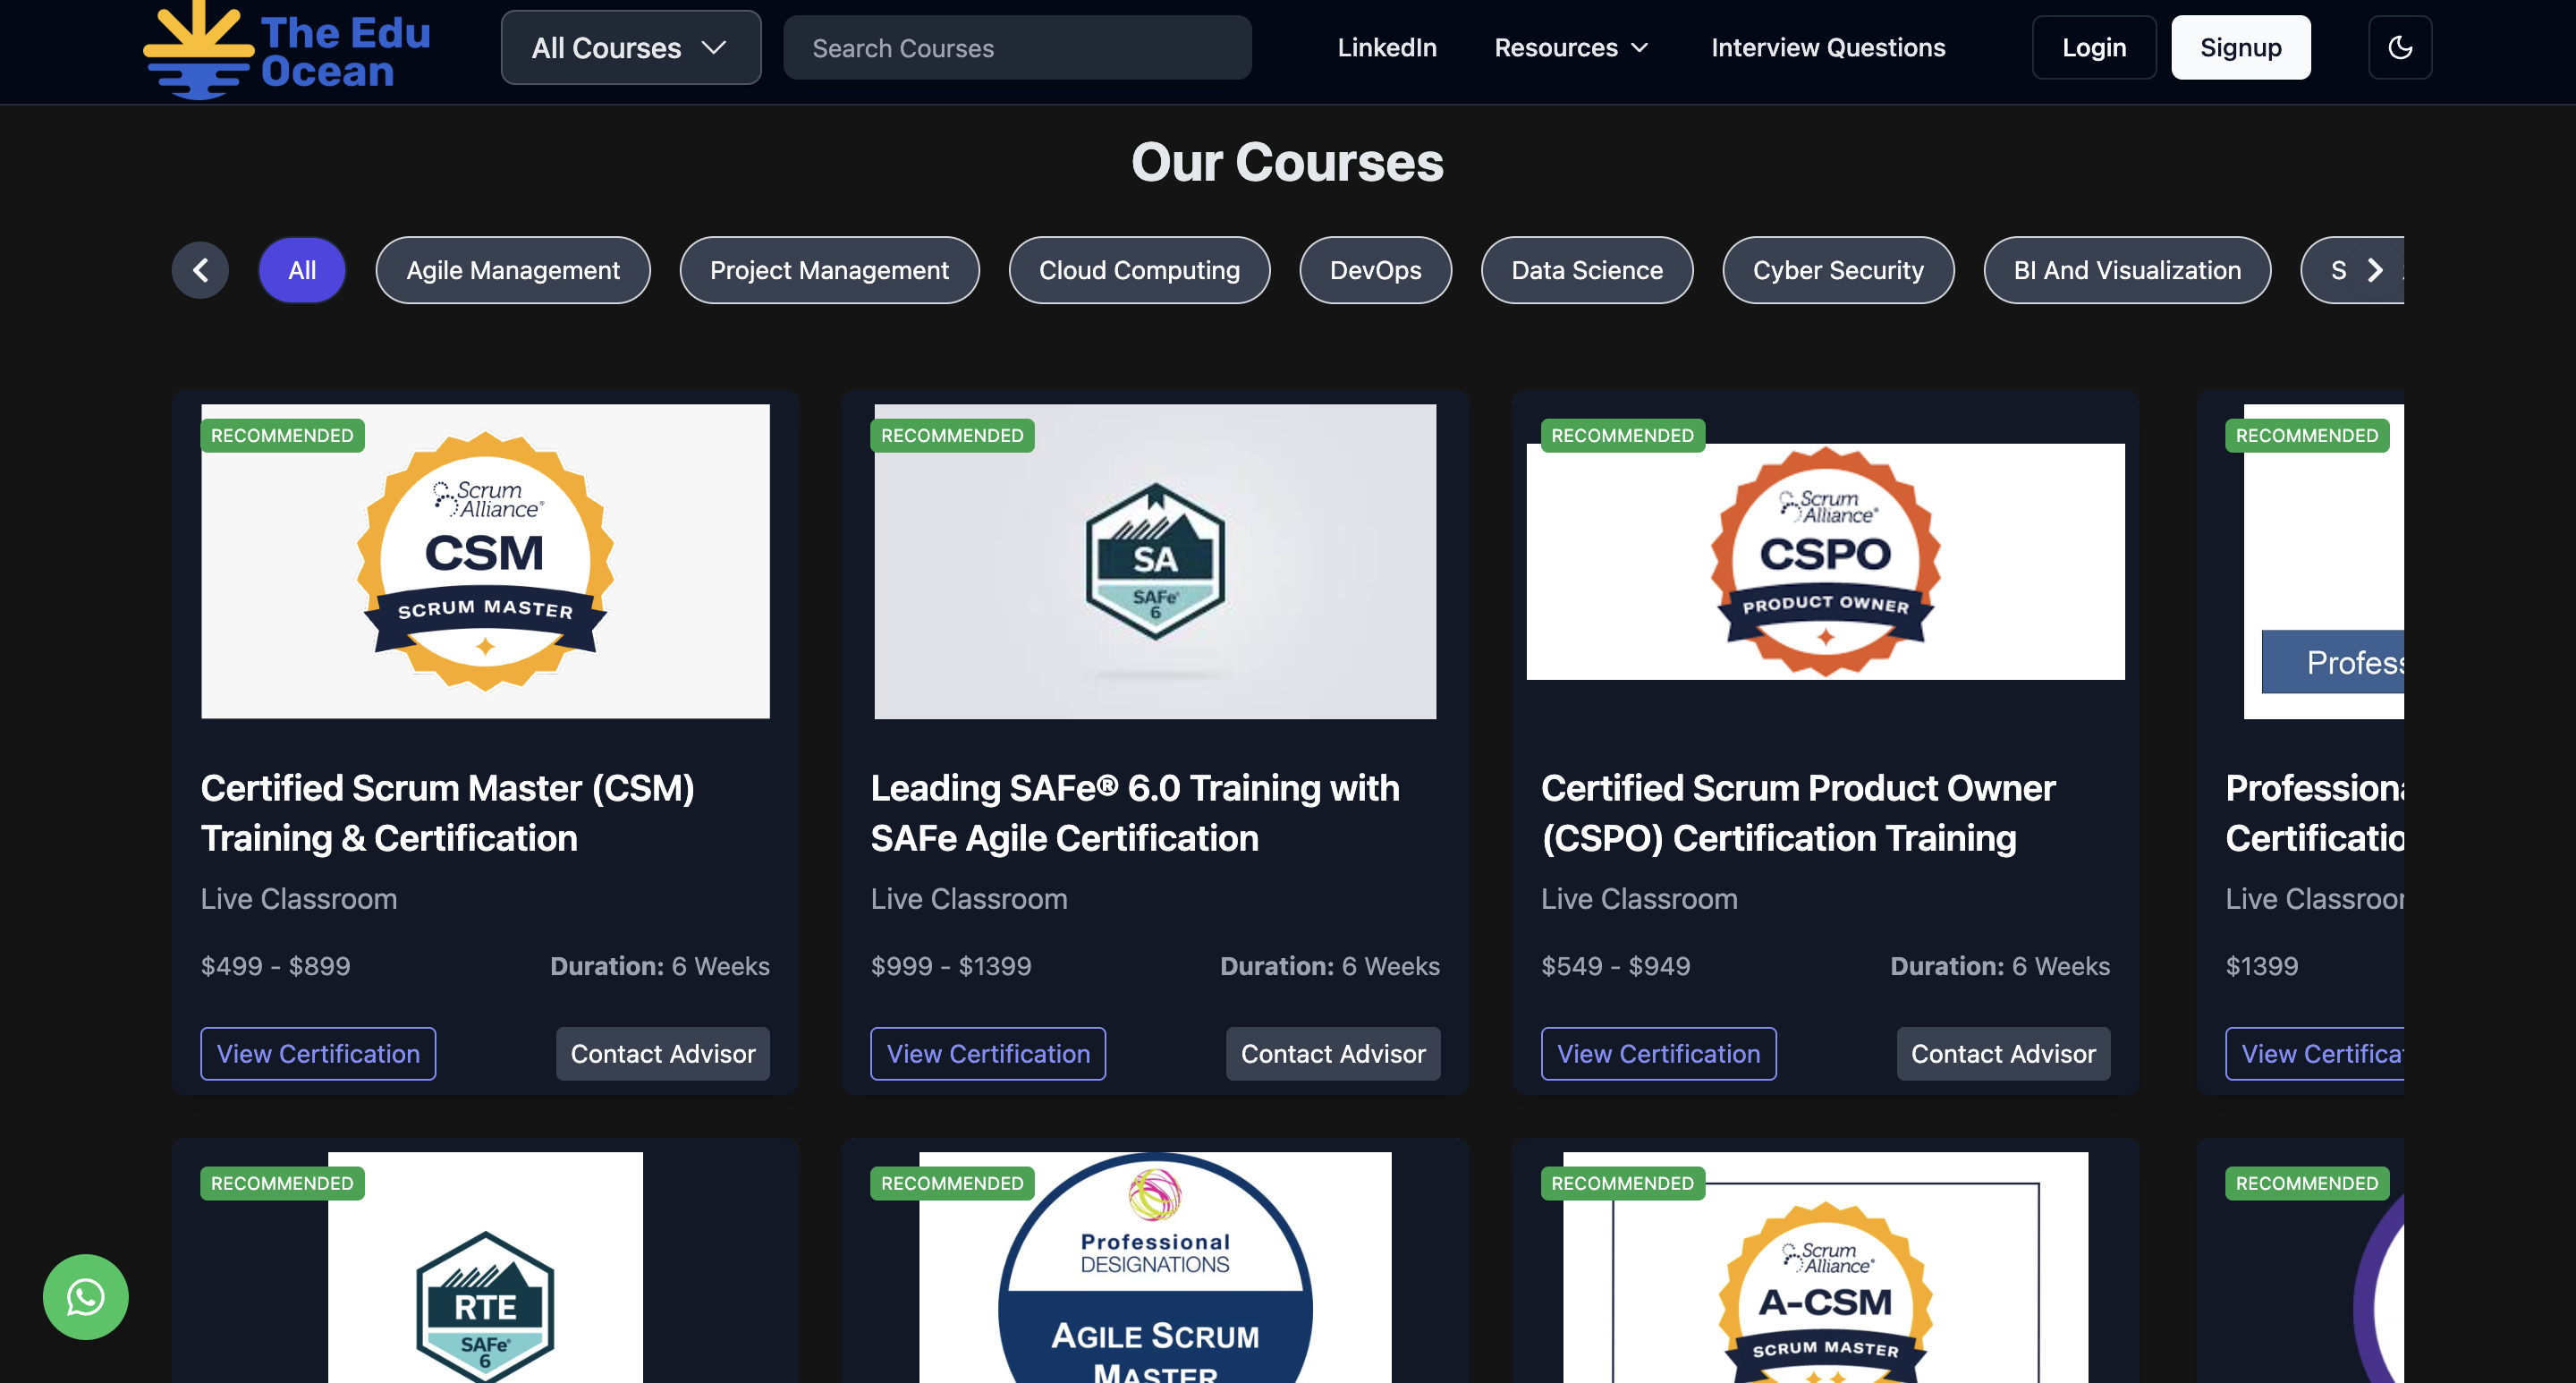 The Edu
Ocean
All Courses
Search Courses
LinkedIn
Resources
Interview Questions
Login
Signup
Our Courses
All
Agile Management
Project Management
Cloud Computing
DevOps
Data Science
Cyber Security
BI And Visualization
S
RECOMMENDED
Scrum
Alliance®
CSM
SCRUM MASTER
Certified Scrum Master (CSM)
Training & Certification
Live Classroom
$499 - $899
Duration: 6 Weeks
View Certification
Contact Advisor
RECOMMENDED
SA
SAFe®
6
Leading SAFe® 6.0 Training with
SAFe Agile Certification
Live Classroom
$999 - $1399
Duration: 6 Weeks
View Certification
Contact Advisor
RECOMMENDED
Scrum
Alliance®
CSPO
PRODUCT OWNER
Certified Scrum Product Owner
(CSPO) Certification Training
Live Classroom
$549 - $949
Duration: 6 Weeks
View Certification
Contact Advisor
RECOMMENDED
Profess
Professiona
Certificatio
Live Classroo
$1399
View Certifica
RECOMMENDED
RTE
SAFe®
6
RECOMMENDED
Professional
DESIGNATIONS
AGILE SCRUM
MASTER
RECOMMENDED
Scrum
Alliance®
A-CSM
SCRUM MASTER
RECOMMENDED